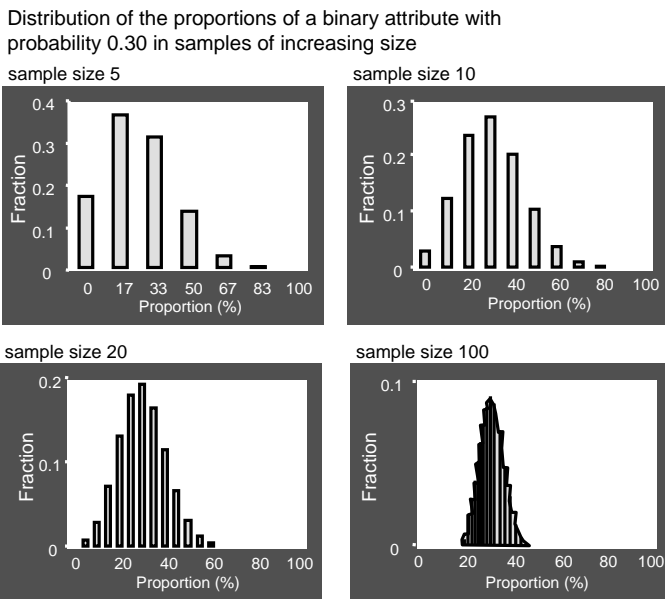 Distribution of the proportions of a binary attribute with
probability 0.30 in samples of increasing size
sample size 5
0.4
0.3
0.2
0.1
0
Fraction
0 17 33 50 67 83 100
Proportion (%)
sample size 10
0.3
0.2
0.1
0
Fraction
0 20 40 60 80 100
Proportion (%)
sample size 20
0.2
0.1
0
Fraction
0 20 40 60 80 100
Proportion (%)
sample size 100
0.1
0
Fraction
0 20 40 60 80 100
Proportion (%)